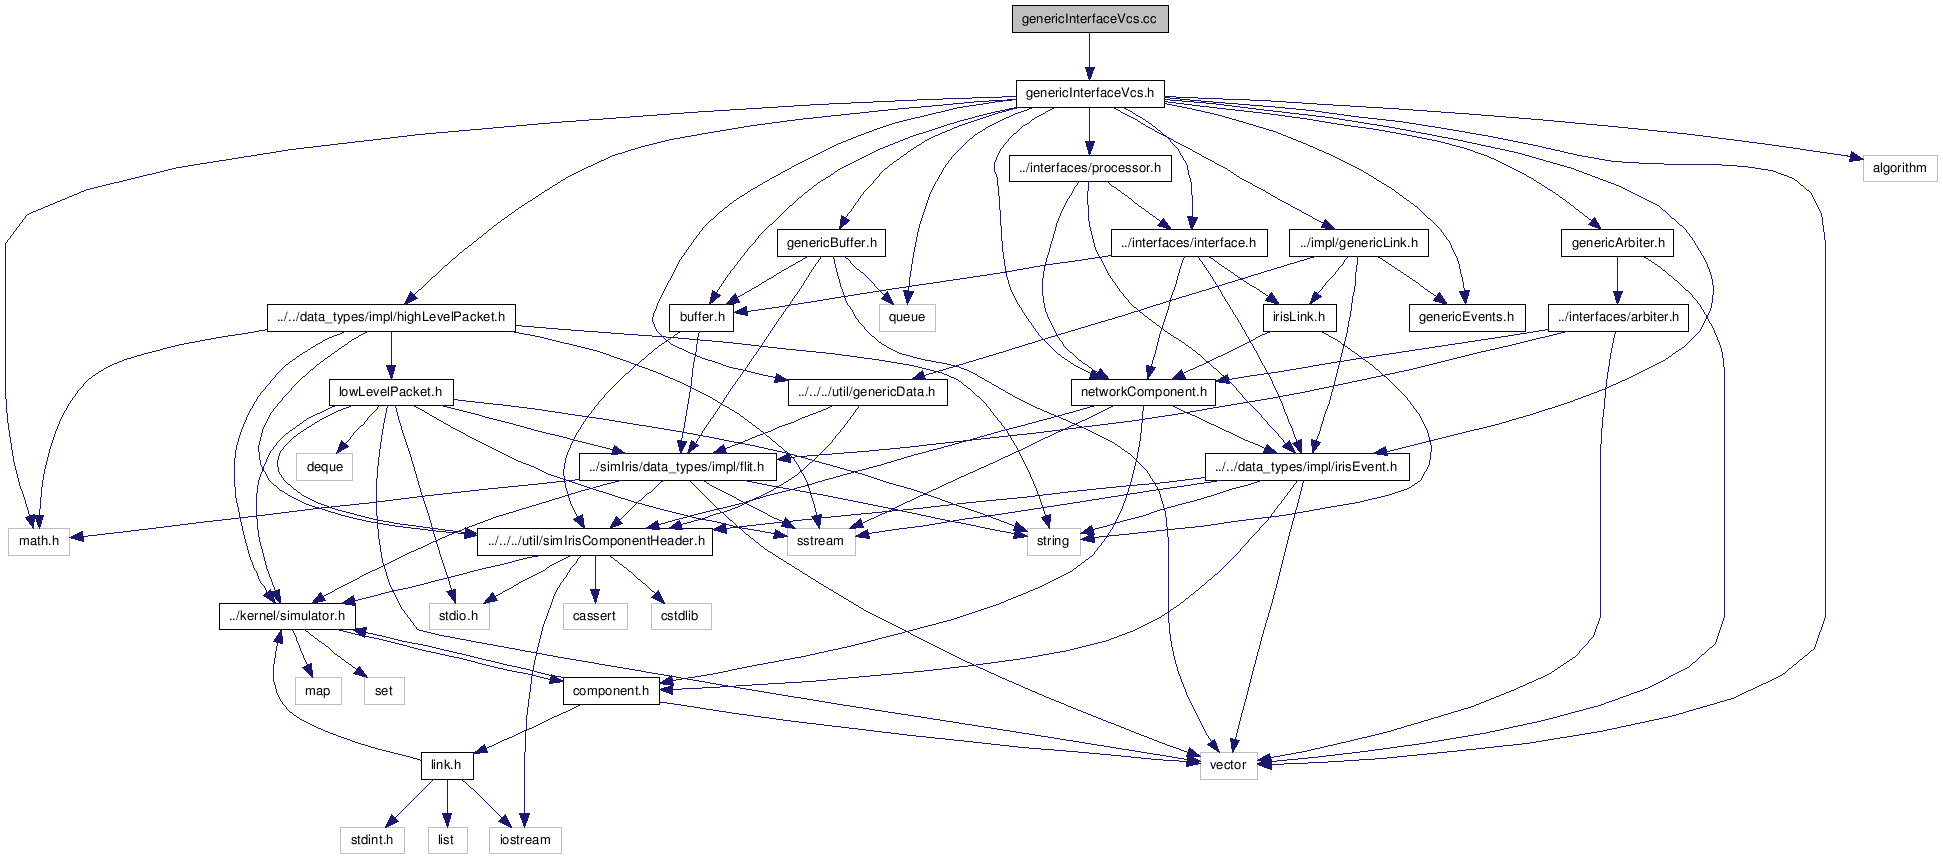 genericInterfaceVcs.cc
genericInterfaceVcs.h
../interfaces/processor.h
algorithm
genericBuffer.h
../interfaces/interface.h
../impl/genericLink.h
genericArbiter.h
../../data_types/impl/highLevelPacket.h
buffer.h
queue
irisLink.h
genericEvents.h
../interfaces/arbiter.h
lowLevelPacket.h
../../../util/genericData.h
networkComponent.h
deque
../simIris/data_types/impl/flit.h
../../data_types/impl/irisEvent.h
math.h
../../../util/simIrisComponentHeader.h
sstream
string
../kernel/simulator.h
stdio.h
cassert
cstdlib
map
set
component.h
link.h
vector
stdint.h
list
iostream